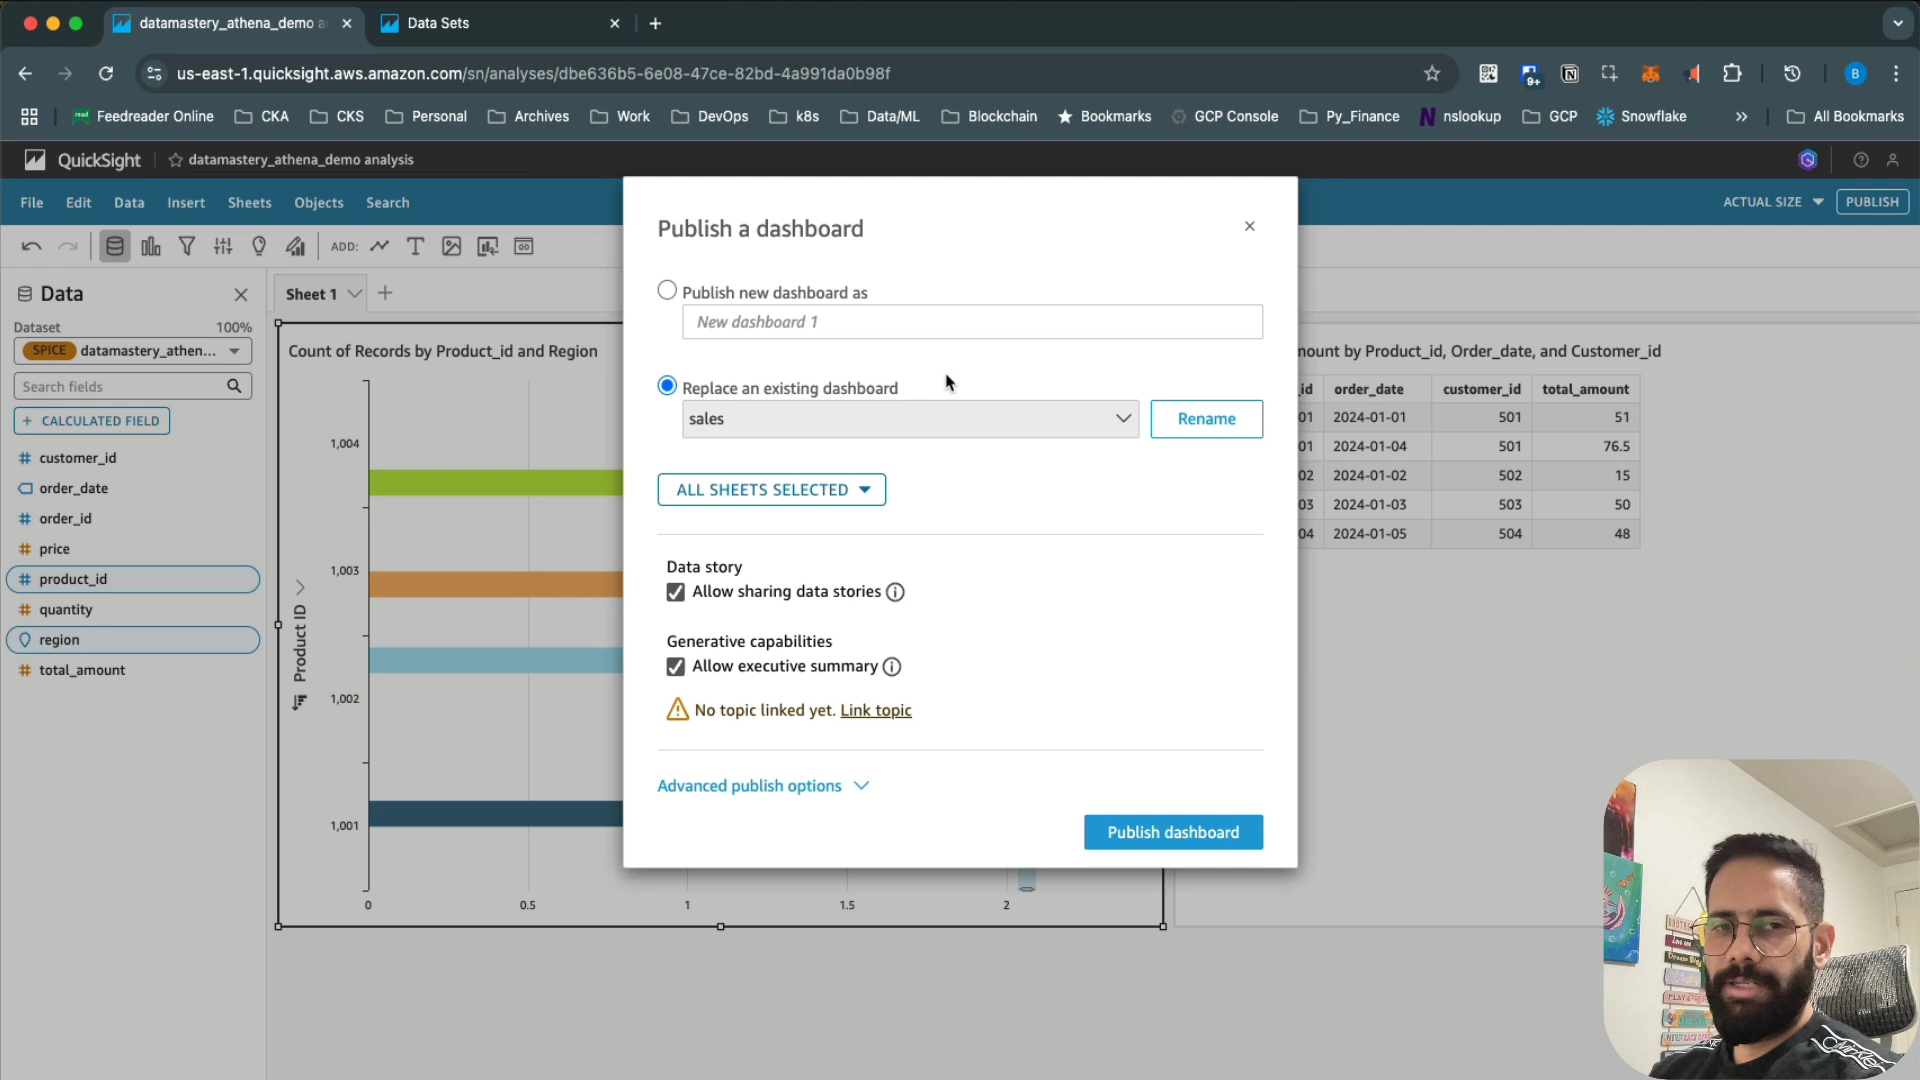 datamastery_athena_demo a
Data Sets
us-east-1.quicksight.aws.amazon.com/sn/analyses/dbe636b5-6e08-47ce-82bd-4a991da0b98f
9+
B
Feedreader Online
CKA
CKS
Personal
Archives
Work
DevOps
k8s
Data/ML
Blockchain
Bookmarks
GCP Console
Py_Finance
nslookup
GCP
Snowflake
All Bookmarks
QuickSight
datamastery_athena_demo analysis
File
Edit
Data
Insert
Sheets
Objects
Search
ACTUAL SIZE
PUBLISH
ADD:
Data
Dataset
100%
SPICE
datamastery_athen...
Search fields
+ CALCULATED FIELD
customer_id
order_date
order_id
price
product_id
quantity
region
total_amount
Sheet 1
Count of Records by Product_id and Region
Product ID
1,004
1,003
1,002
1,001
0
0.5
1
1.5
2
Publish a dashboard
Publish new dashboard as
New dashboard 1
Replace an existing dashboard
sales
Rename
ALL SHEETS SELECTED
Data story
Allow sharing data stories
Generative capabilities
Allow executive summary
No topic linked yet. Link topic
Advanced publish options
Publish dashboard
nount by Product_id, Order_date, and Customer_id
_id order_date customer_id total_amount
01 2024-01-01 501 51
01 2024-01-04 501 76.5
02 2024-01-02 502 15
03 2024-01-03 503 50
04 2024-01-05 504 48